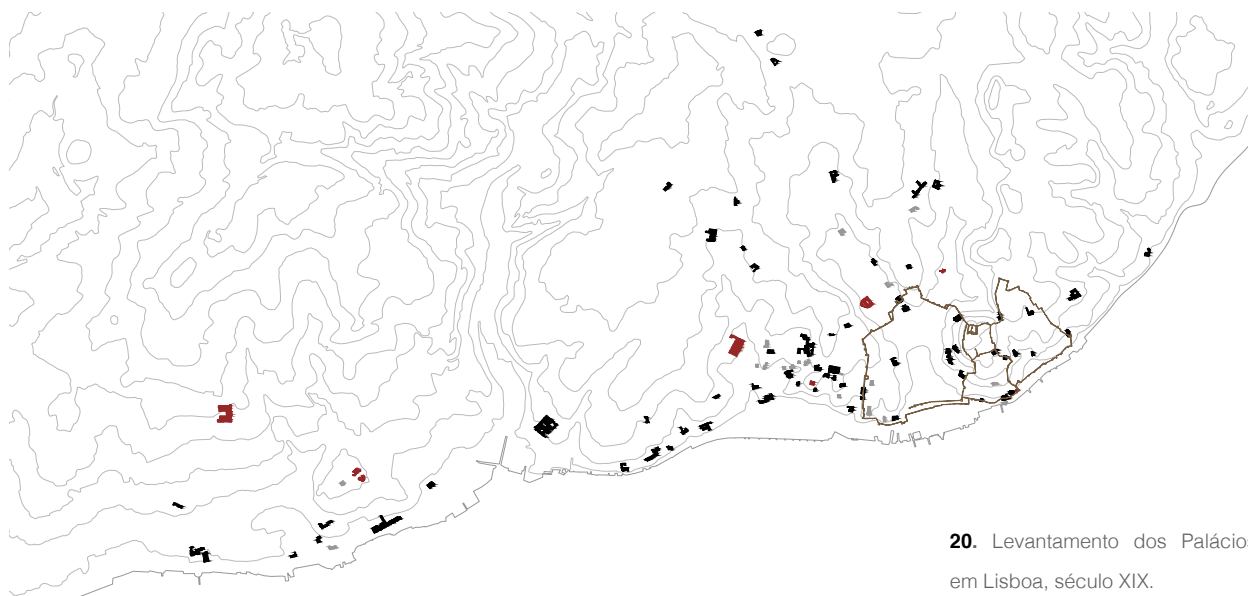 20. Levantamento dos Palácios
em Lisboa, século XIX.